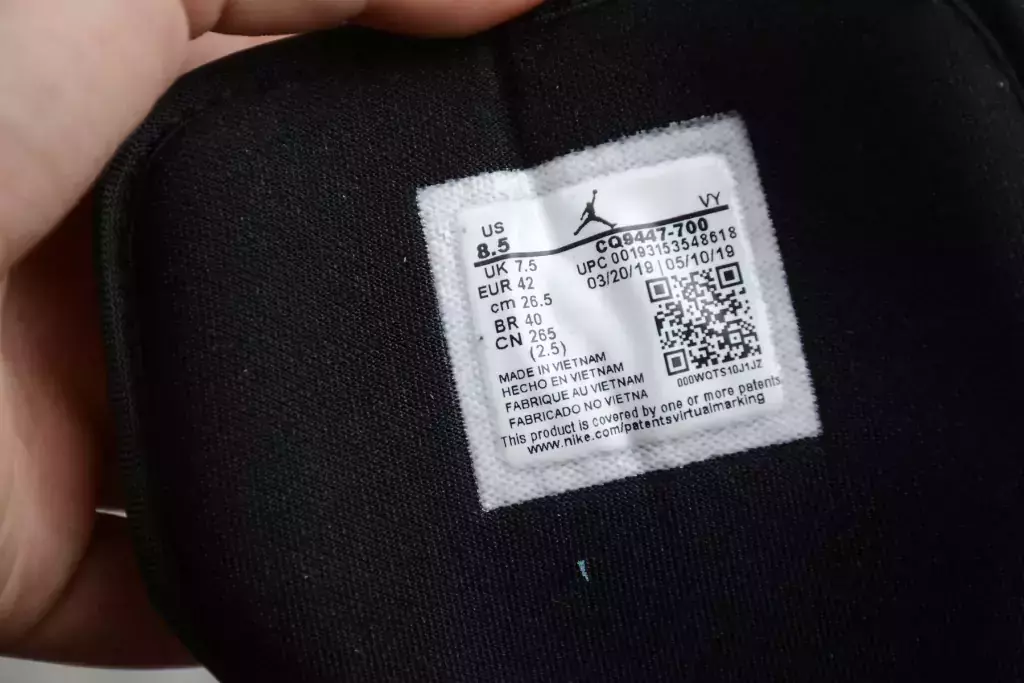 US
8.5
VY
UK 7.5
EUR 42
cm 26.5
BR 40
CN 265
(2.5)
CQ9447-700
UPC 00193153548618
03/20/19 | 05/10/19
000WQTS10J1JZ
MADE IN VIETNAM
HECHO EN VIETNAM
FABRIQUE AU VIETNAM
FABRICADO NO VIETNA
This product is covered by one or more patents
www.nike.com/patentsvirtualmarking